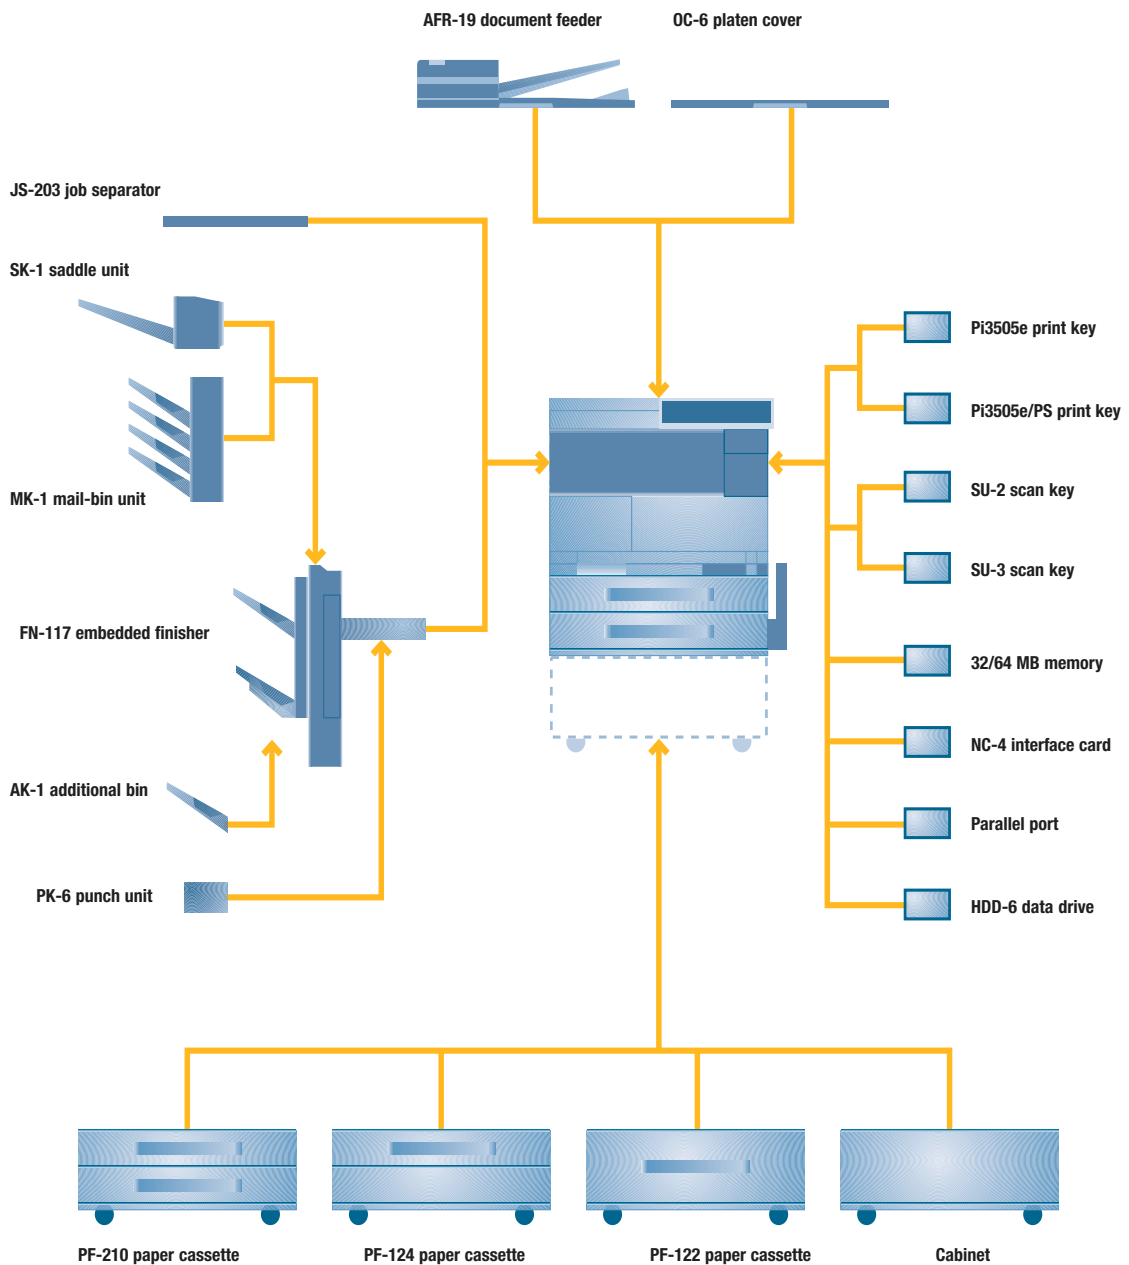 AFR-19 document feeder
OC-6 platen cover
JS-203 job separator
SK-1 saddle unit
MK-1 mail-bin unit
FN-117 embedded finisher
AK-1 additional bin
PK-6 punch unit
Pi3505e print key
Pi3505e/PS print key
SU-2 scan key
SU-3 scan key
32/64 MB memory
NC-4 interface card
Parallel port
HDD-6 data drive
PF-210 paper cassette
PF-124 paper cassette
PF-122 paper cassette
Cabinet